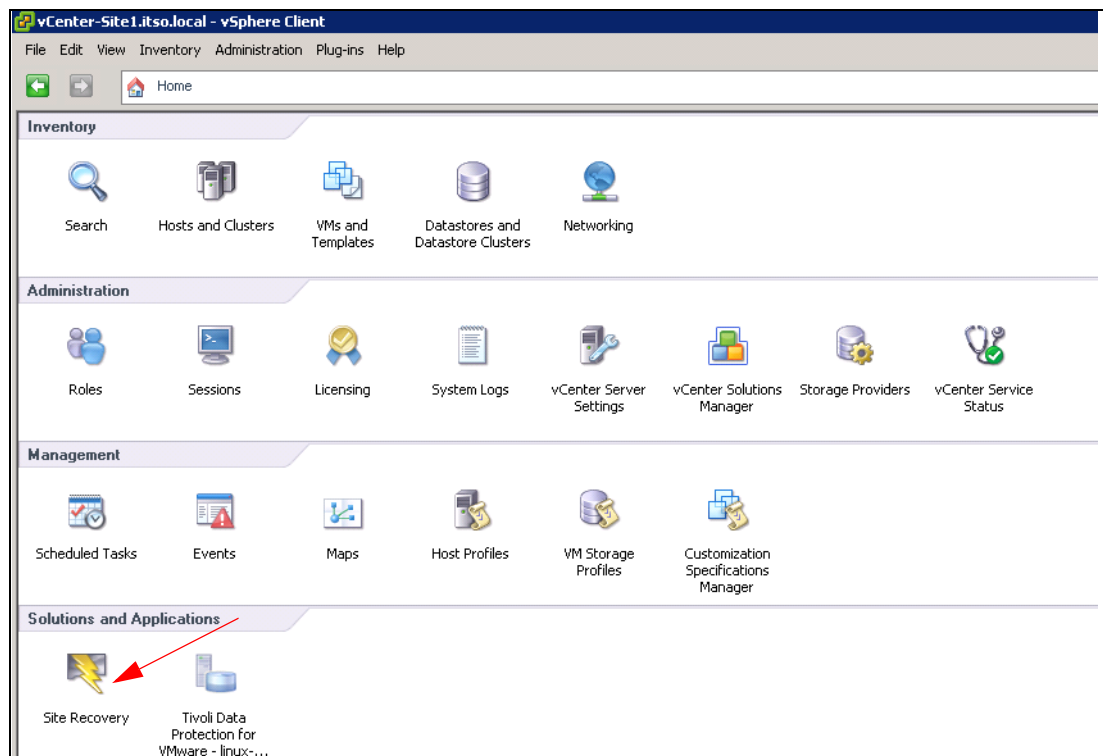 vCenter-Site1.itso.local - vSphere Client
File Edit View Inventory Administration Plug-ins Help
Home
Inventory
Search
Hosts and Clusters
VMs and
Templates
Datastores and
Datastore Clusters
Networking
Administration
Roles
Sessions
Licensing
System Logs
vCenter Server
Settings
vCenter Solutions
Manager
Storage Providers
vCenter Service
Status
Management
Scheduled Tasks
Events
Maps
Host Profiles
VM Storage
Profiles
Customization
Specifications
Manager
Solutions and Applications
Site Recovery
Tivoli Data
Protection for
VMware - linux-...